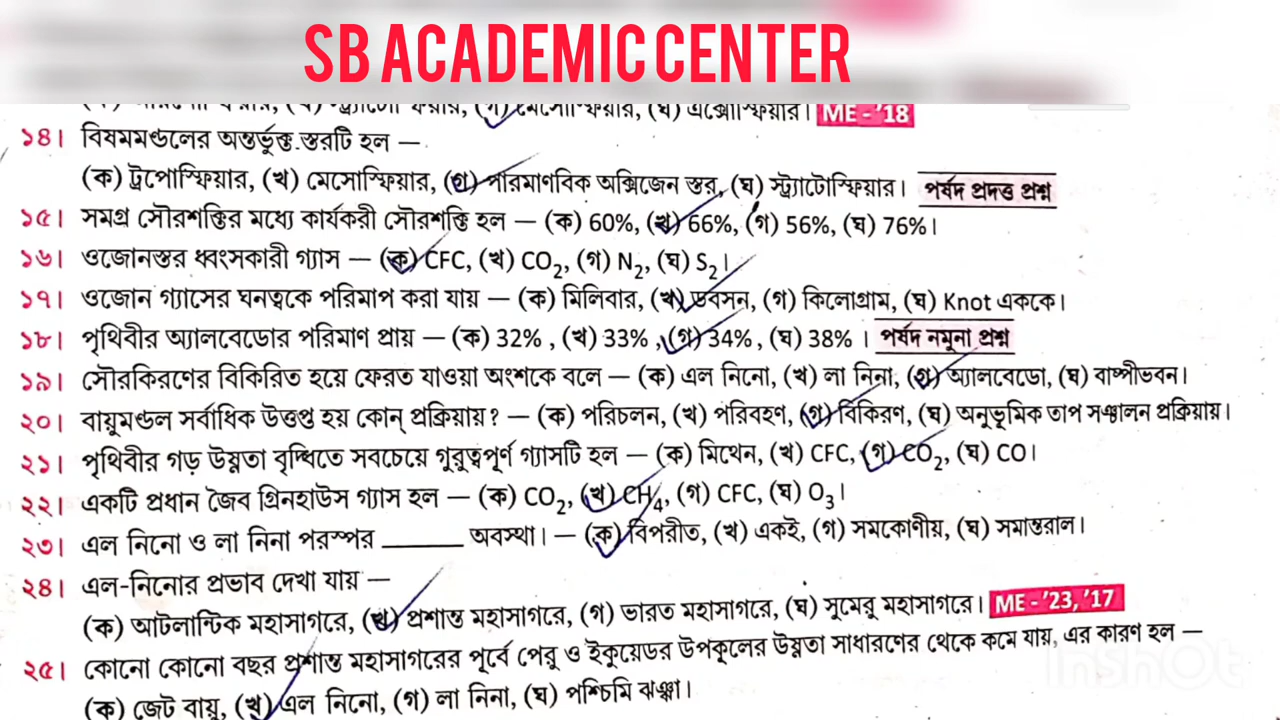 SB ACADEMIC CENTER
(গ) মেসোস্ফিয়ার, (ঘ) এক্সোস্ফিয়ার। ME - '18
১৪। বিষমমণ্ডলের অন্তর্ভুক্ত স্তরটি হল —
(ক) ট্রপোস্ফিয়ার, (খ) মেসোস্ফিয়ার, (গ) পারমাণবিক অক্সিজেন স্তর, (ঘ) স্ট্র্যাটোস্ফিয়ার। পর্ষদ প্রদত্ত প্রশ্ন
১৫। সমগ্র সৌরশক্তির মধ্যে কার্যকরী সৌরশক্তি হল — (ক) 60%, (খ) 66%, (গ) 56%, (ঘ) 76%।
১৬। ওজোনস্তর ধ্বংসকারী গ্যাস — (ক) CFC, (খ) CO₂, (গ) N₂, (ঘ) S₂।
১৭। ওজোন গ্যাসের ঘনত্বকে পরিমাপ করা যায় — (ক) মিলিবার, (খ) ডবসন, (গ) কিলোগ্রাম, (ঘ) Knot এককে।
১৮। পৃথিবীর অ্যালবেডোর পরিমাণ প্রায় — (ক) 32% , (খ) 33% , (গ) 34%, (ঘ) 38% । পর্ষদ নমুনা প্রশ্ন
১৯। সৌরকিরণের বিকিরিত হয়ে ফেরত যাওয়া অংশকে বলে — (ক) এল নিনো, (খ) লা নিনা, (গ) অ্যালবেডো, (ঘ) বাষ্পীভবন।
২০। বায়ুমণ্ডল সর্বাধিক উত্তপ্ত হয় কোন্ প্রক্রিয়ায়? — (ক) পরিচলন, (খ) পরিবহণ, (গ) বিকিরণ, (ঘ) অনুভূমিক তাপ সঞ্চালন প্রক্রিয়ায়।
২১। পৃথিবীর গড় উষ্ণতা বৃদ্ধিতে সবচেয়ে গুরুত্বপূর্ণ গ্যাসটি হল — (ক) মিথেন, (খ) CFC, (গ) CO₂, (ঘ) CO।
২২। একটি প্রধান জৈব গ্রিনহাউস গ্যাস হল — (ক) CO₂, (খ) CH₄, (গ) CFC, (ঘ) O₃।
২৩। এল নিনো ও লা নিনা পরস্পর ______ অবস্থা। — (ক) বিপরীত, (খ) একই, (গ) সমকোণীয়, (ঘ) সমান্তরাল।
২৪। এল-নিনোর প্রভাব দেখা যায় —
(ক) আটলান্টিক মহাসাগরে, (খ) প্রশান্ত মহাসাগরে, (গ) ভারত মহাসাগরে, (ঘ) সুমেরু মহাসাগরে। ME - '23, '17
২৫। কোনো কোনো বছর প্রশান্ত মহাসাগরের পূর্বে পেরু ও ইকুয়েডর উপকূলের উষ্ণতা সাধারণের থেকে কমে যায়, এর কারণ হল —
(ক) জেট বায়ু, (খ) এল নিনো, (গ) লা নিনা, (ঘ) পশ্চিমি ঝঞ্ঝা।
InShOt